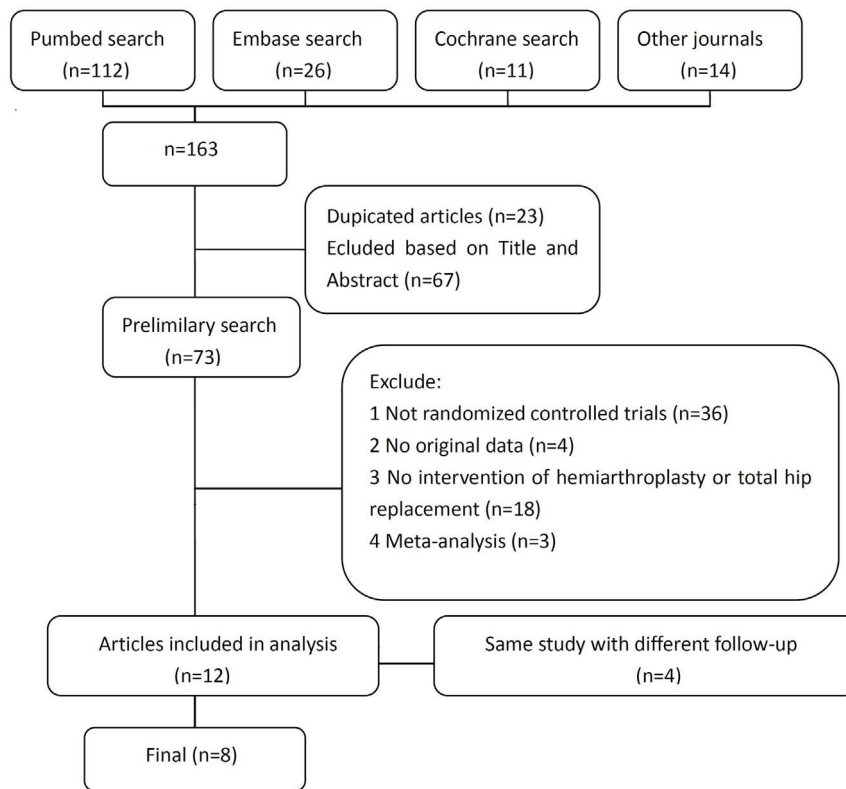 Pumbed search
(n=112)
Embase search
(n=26)
Cochrane search
(n=11)
Other journals
(n=14)
n=163
Dupicated articles (n=23)
Ecluded based on Title and
Abstract (n=67)
Prelimilary search
(n=73)
Exclude:
1 Not randomized controlled trials (n=36)
2 No original data (n=4)
3 No intervention of hemiarthroplasty or total hip
replacement (n=18)
4 Meta-analysis (n=3)
Articles included in analysis
(n=12)
Same study with different follow-up
(n=4)
Final (n=8)